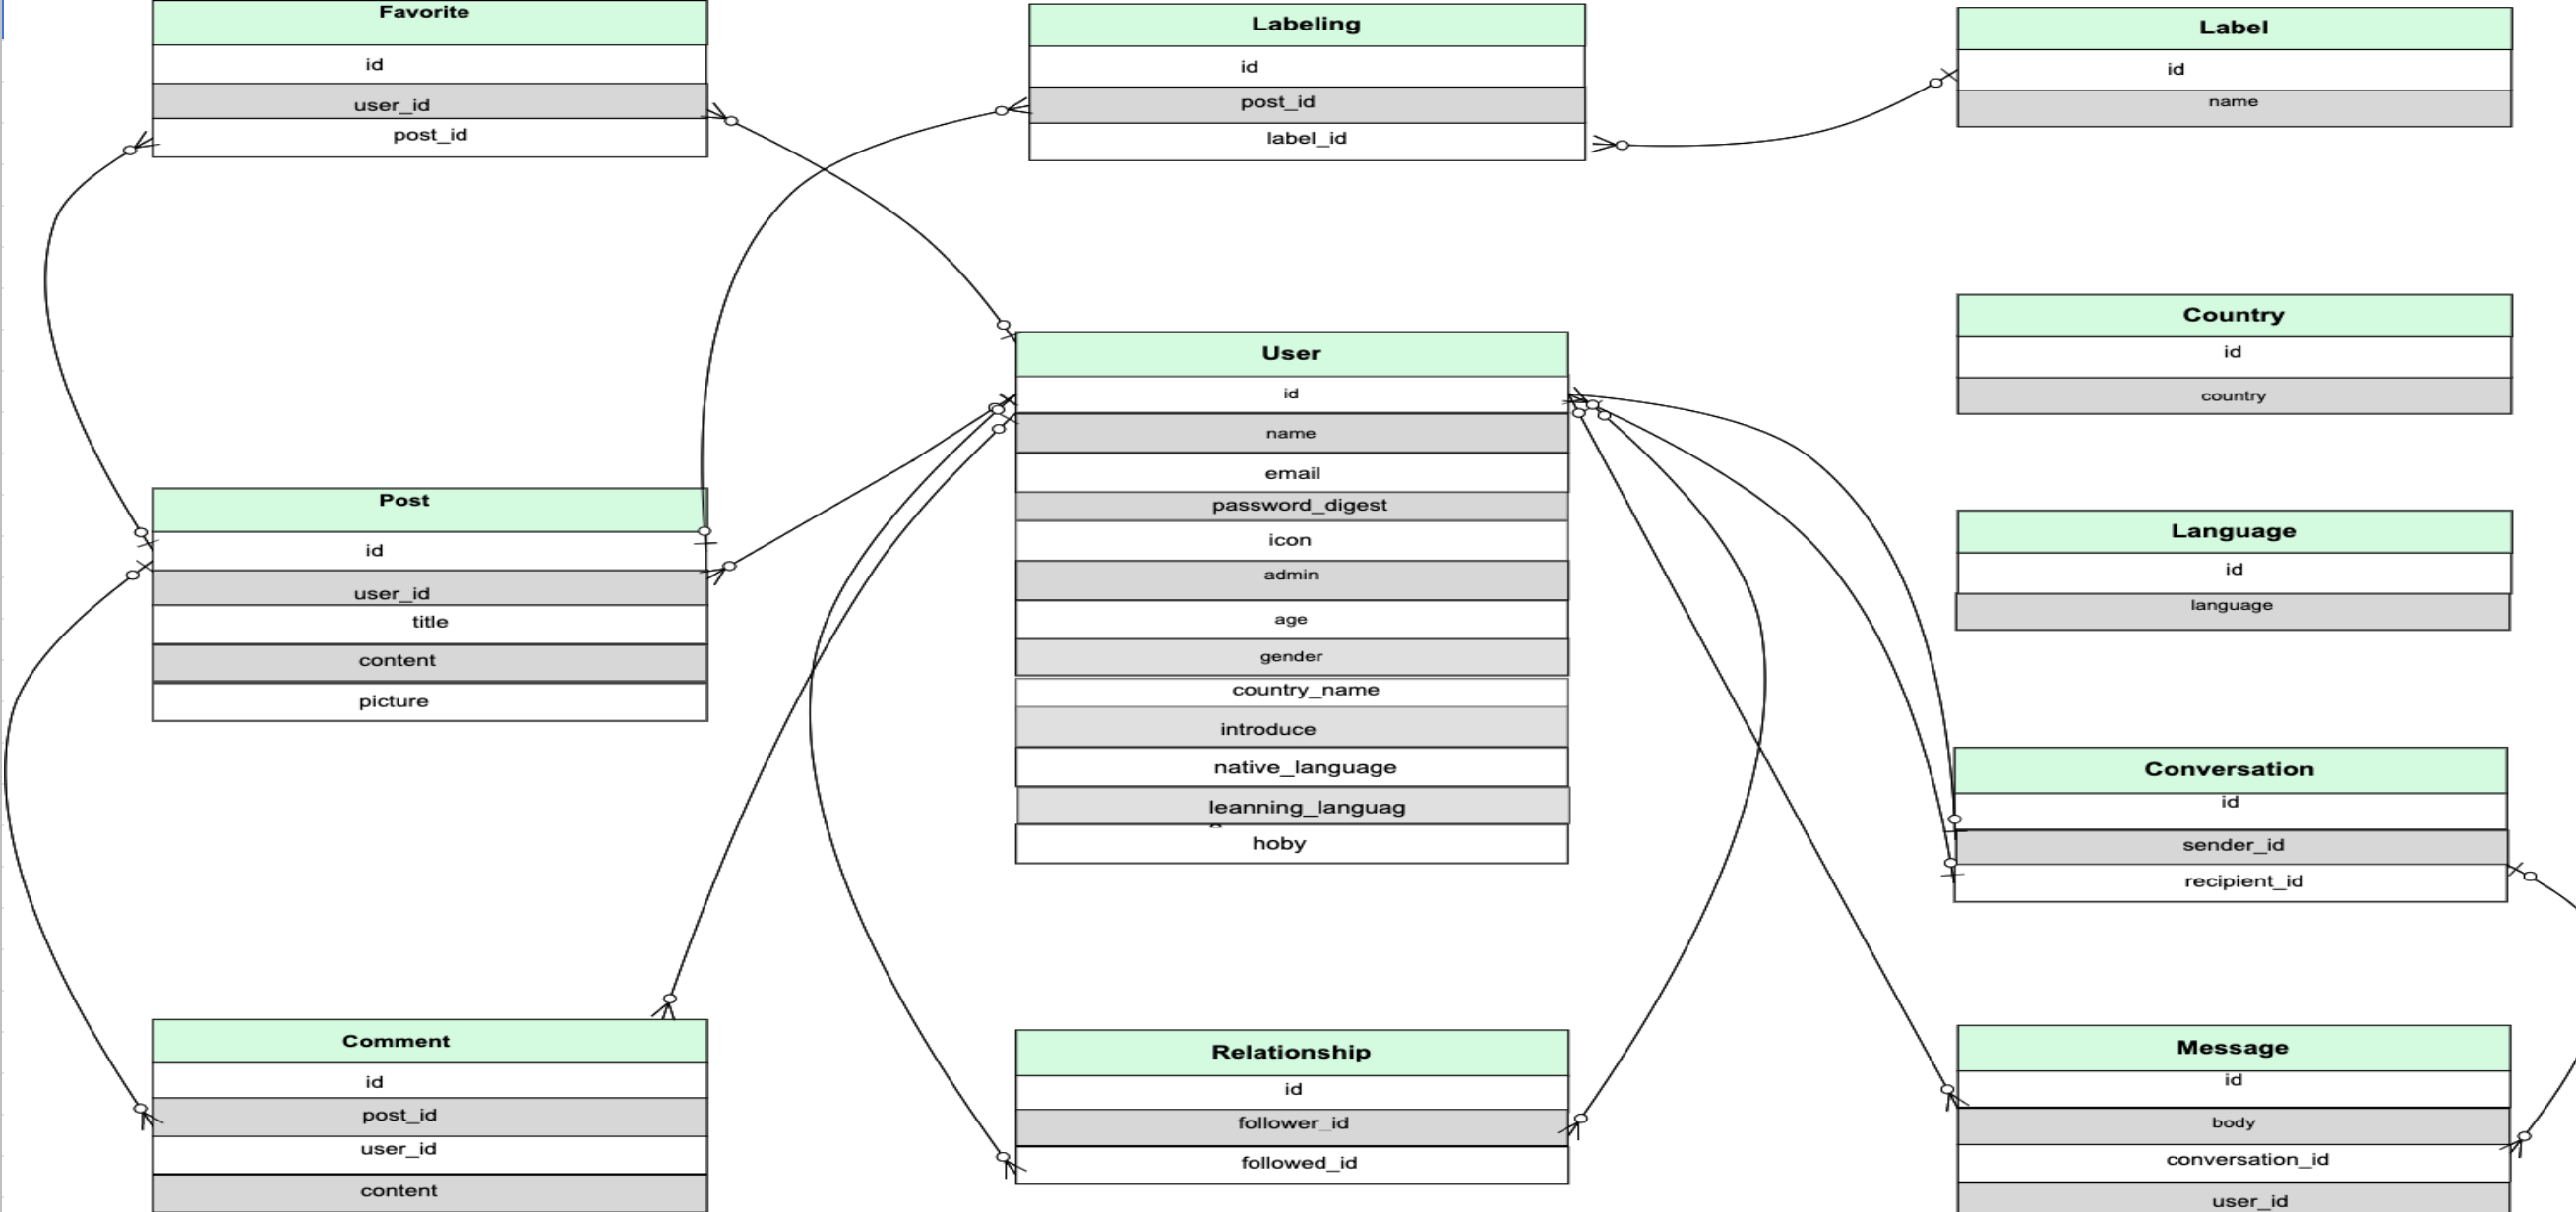 Favorite
id
user_id
post_id
Labeling
id
post_id
label_id
Label
id
name
User
id
name
email
password_digest
icon
admin
age
gender
country_name
introduce
native_language
leanning_languag
hoby
Country
id
country
Language
id
language
Post
id
user_id
title
content
picture
Conversation
id
sender_id
recipient_id
Comment
id
post_id
user_id
content
Relationship
id
follower_id
followed_id
Message
id
body
conversation_id
user_id